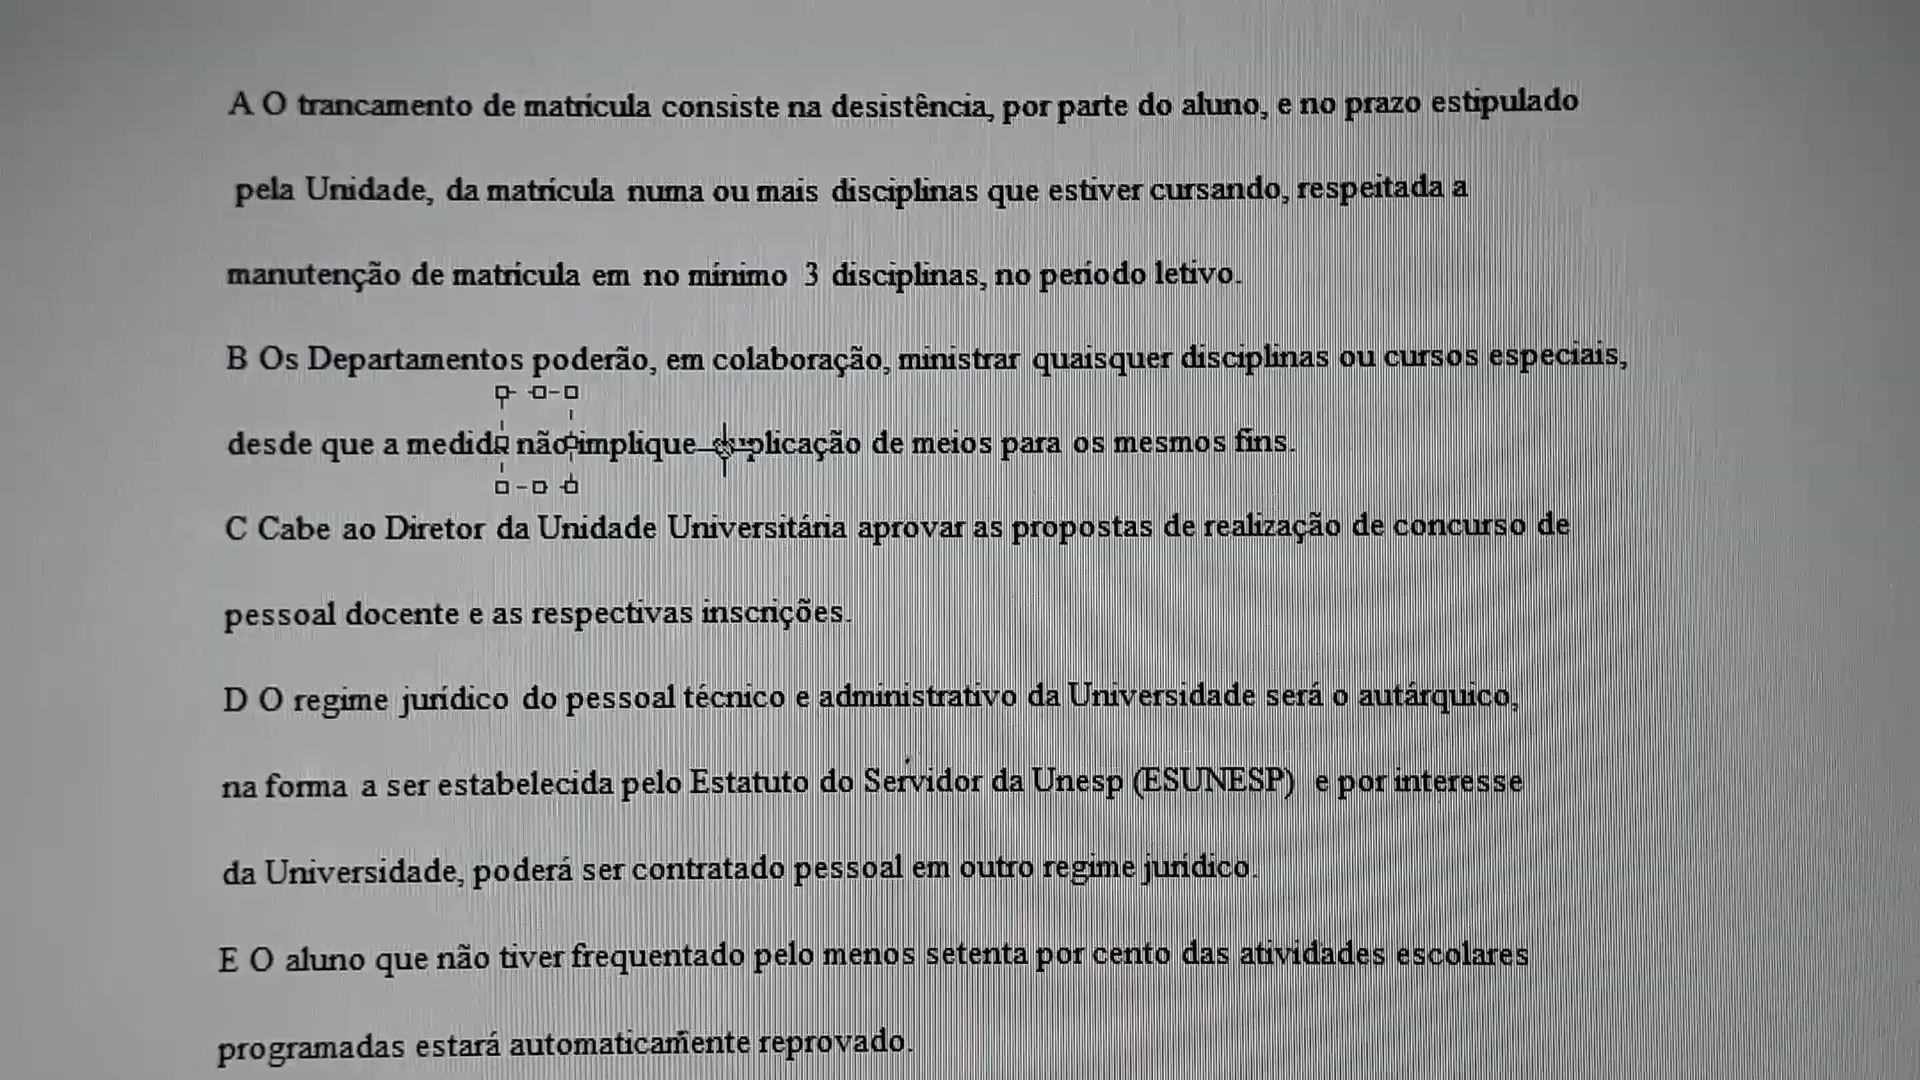 A O trancamento de matrícula consiste na desistência, por parte do aluno, e no prazo estipulado
pela Unidade, da matrícula numa ou mais disciplinas que estiver cursando, respeitada a
manutenção de matrícula em no mínimo 3 disciplinas, no período letivo.
B Os Departamentos poderão, em colaboração, ministrar quaisquer disciplinas ou cursos especiais,
desde que a medida não implique duplicação de meios para os mesmos fins.
C Cabe ao Diretor da Unidade Universitária aprovar as propostas de realização de concurso de
pessoal docente e as respectivas inscrições.
D O regime jurídico do pessoal técnico e administrativo da Universidade será o autárquico,
na forma a ser estabelecida pelo Estatuto do Servidor da Unesp (ESUNESP) e por interesse
da Universidade, poderá ser contratado pessoal em outro regime jurídico.
E O aluno que não tiver frequentado pelo menos setenta por cento das atividades escolares
programadas estará automaticamente reprovado.